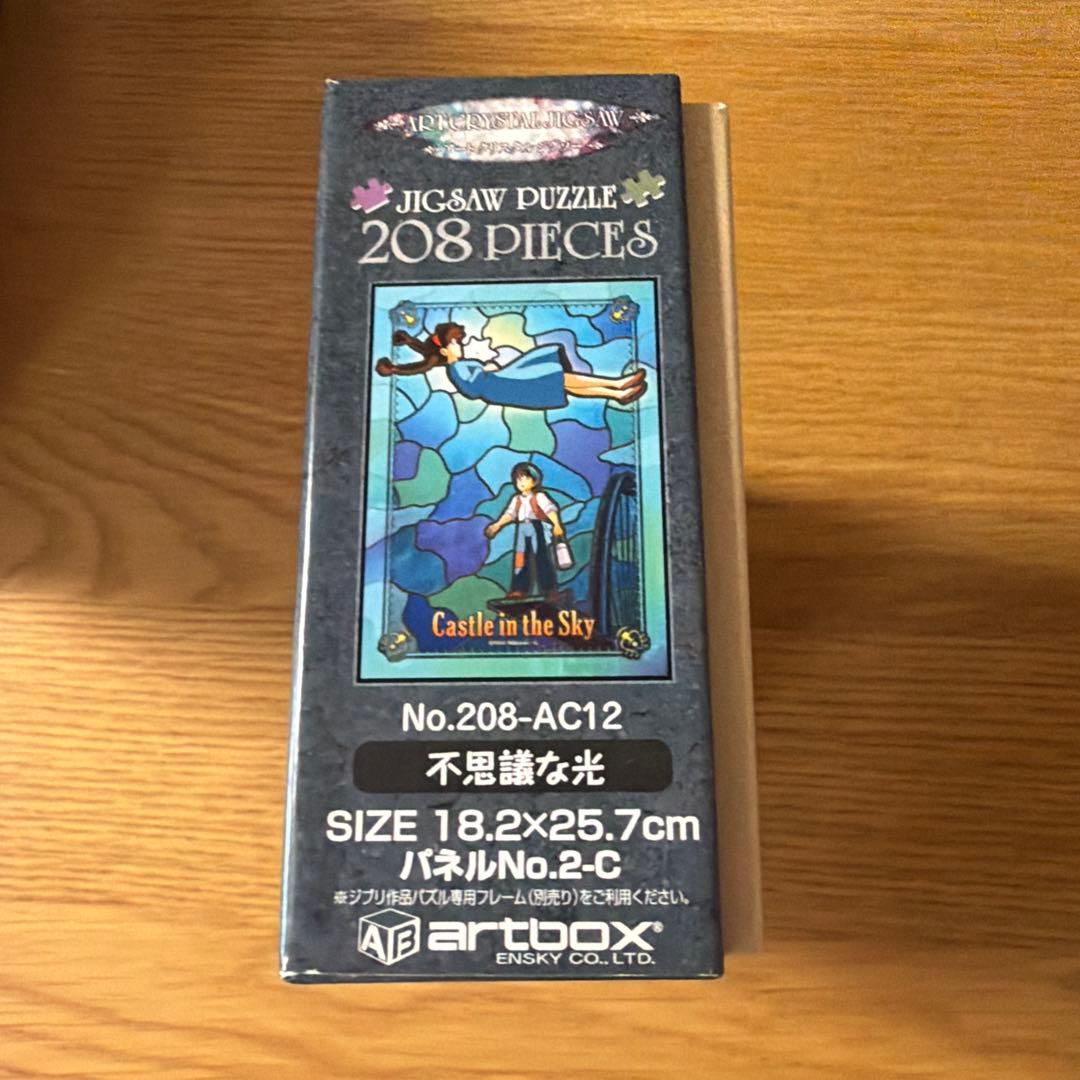 ART CRYSTAL JIGSAW
アートクリスタルジグソー
JIGSAW PUZZLE
208 PIECES
Castle in the Sky
No.208-AC12
不思議な光
SIZE 18.2×25.7cm
パネルNo.2-C
※ジブリ作品パズル専用フレーム(別売り)をご利用ください。
AB artbox®
ENSKY CO.,LTD.